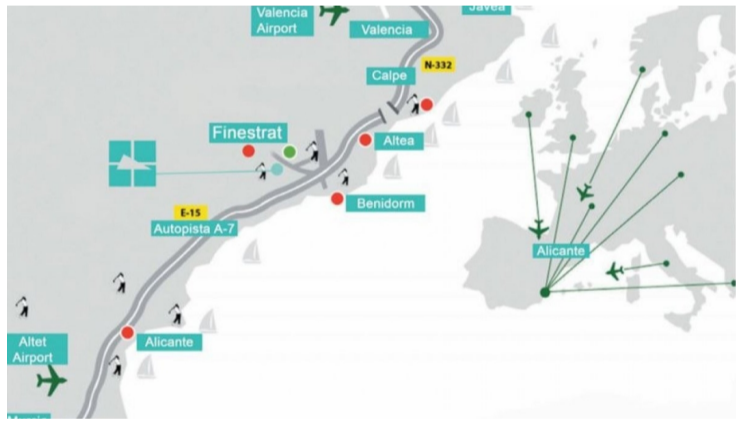 Valencia
Airport
Valencia
Javea
N-332
Calpe
Finestrat
Altea
Benidorm
E-15
Autopista A-7
Alicante
Altet
Airport
Alicante